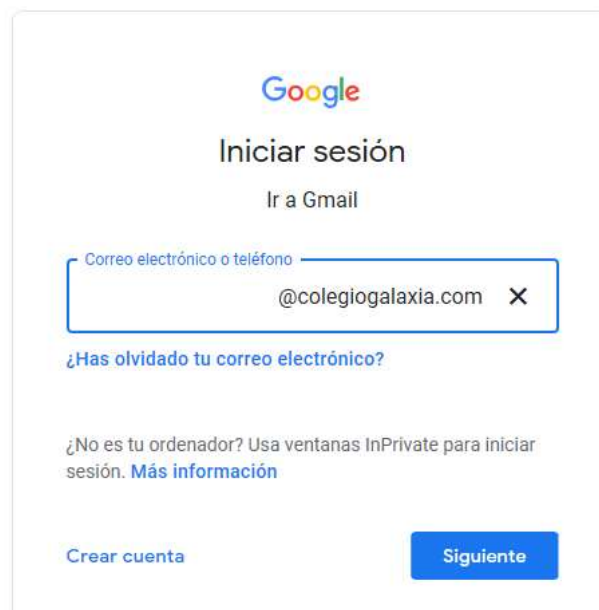 Google
Iniciar sesión
Ir a Gmail
Correo electrónico o teléfono
@colegiogalaxia.com
¿Has olvidado tu correo electrónico?
¿No es tu ordenador? Usa ventanas InPrivate para iniciar
sesión. Más información
Crear cuenta Siguiente